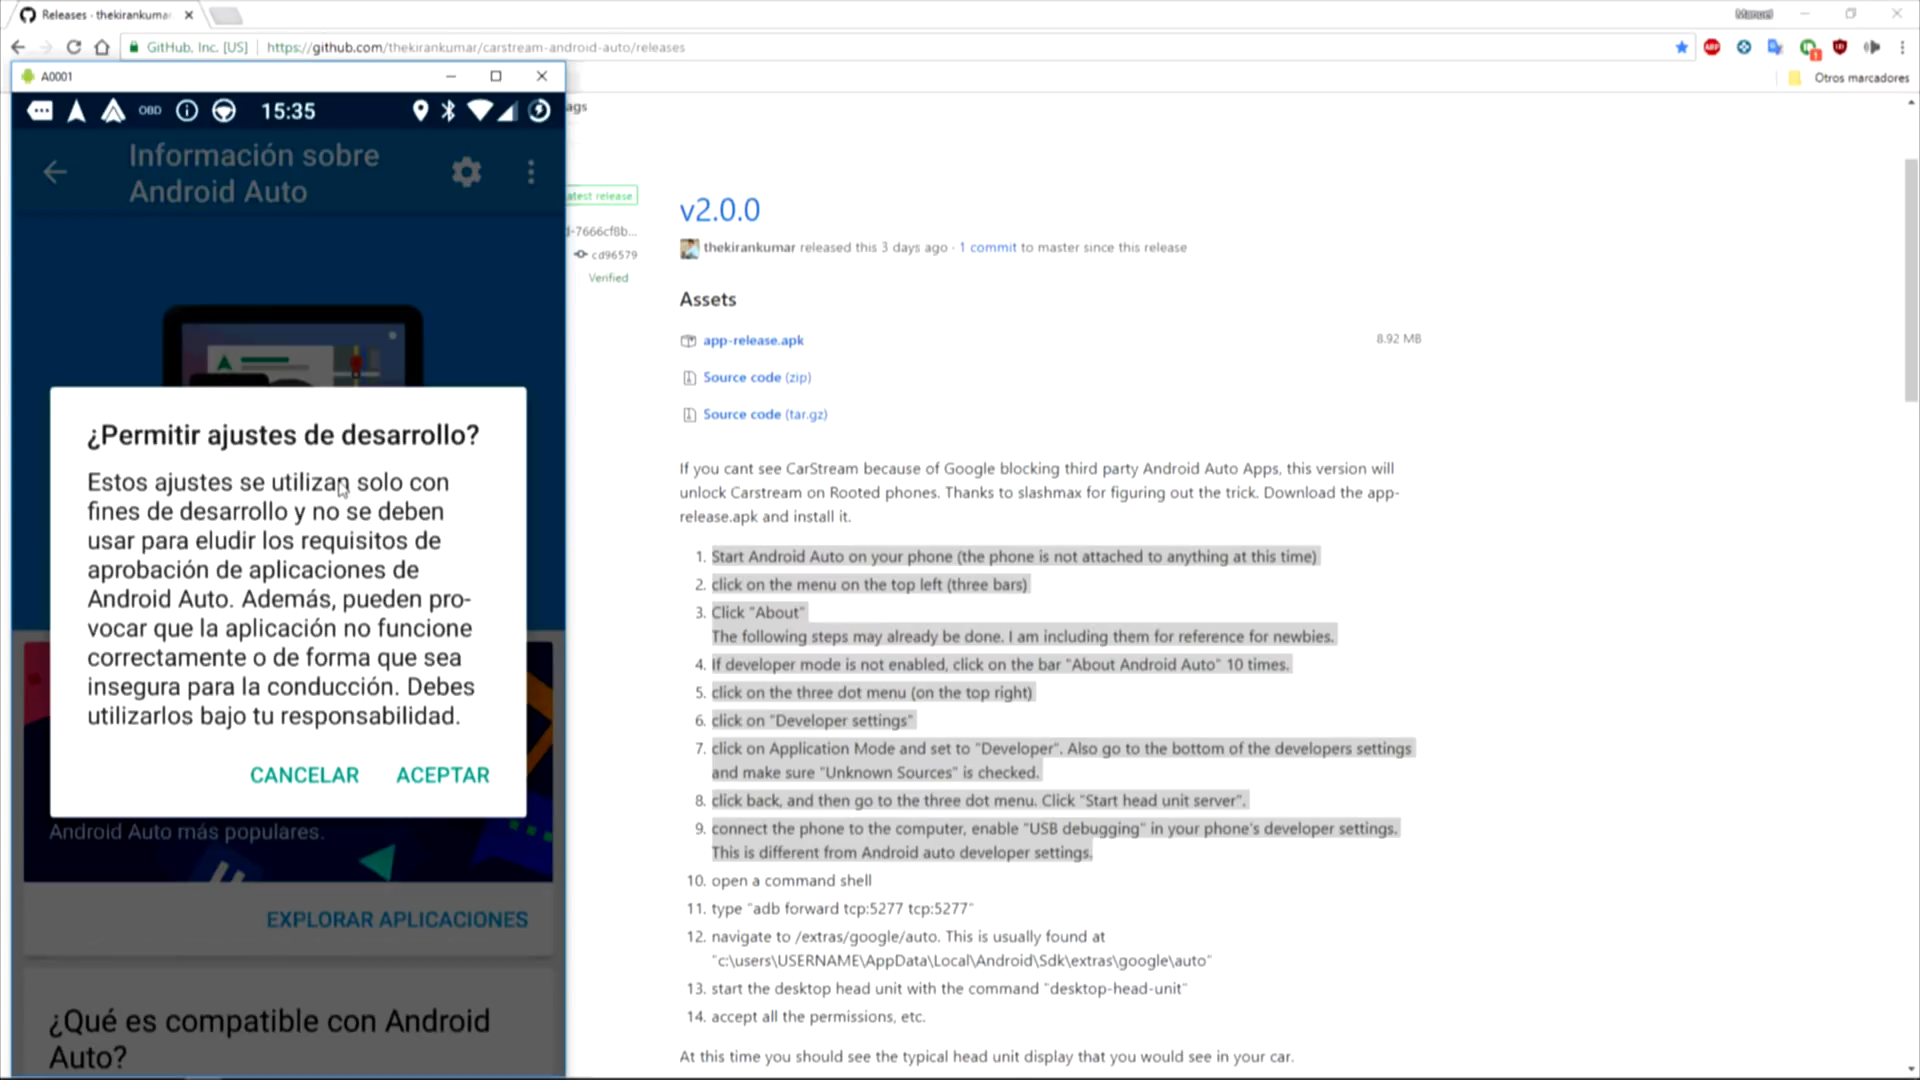 Releases · thekirankumar
Manuel
GitHub, Inc. [US]
https://github.com/thekirankumar/carstream-android-auto/releases
Otros marcadores
A0001
OBD
15:35
Información sobre
Android Auto
¿Permitir ajustes de desarrollo?
Estos ajustes se utilizan solo con
fines de desarrollo y no se deben
usar para eludir los requisitos de
aprobación de aplicaciones de
Android Auto. Además, pueden pro-
vocar que la aplicación no funcione
correctamente o de forma que sea
insegura para la conducción. Debes
utilizarlos bajo tu responsabilidad.
CANCELAR ACEPTAR
Android Auto más populares.
EXPLORAR APLICACIONES
¿Qué es compatible con Android
Auto?
ags
atest release
d-7666cf8b...
cd96579
Verified
v2.0.0
thekirankumar released this 3 days ago · 1 commit to master since this release
Assets
app-release.apk 8.92 MB
Source code (zip)
Source code (tar.gz)
If you cant see CarStream because of Google blocking third party Android Auto Apps, this version will
unlock Carstream on Rooted phones. Thanks to slashmax for figuring out the trick. Download the app-
release.apk and install it.
1. Start Android Auto on your phone (the phone is not attached to anything at this time)
2. click on the menu on the top left (three bars)
3. Click "About"
The following steps may already be done. I am including them for reference for newbies.
4. If developer mode is not enabled, click on the bar "About Android Auto" 10 times.
5. click on the three dot menu (on the top right)
6. click on "Developer settings"
7. click on Application Mode and set to "Developer". Also go to the bottom of the developers settings
and make sure "Unknown Sources" is checked.
8. click back, and then go to the three dot menu. Click "Start head unit server".
9. connect the phone to the computer, enable "USB debugging" in your phone's developer settings.
This is different from Android auto developer settings.
10. open a command shell
11. type "adb forward tcp:5277 tcp:5277"
12. navigate to /extras/google/auto. This is usually found at
"c:\users\USERNAME\AppData\Local\Android\Sdk\extras\google\auto"
13. start the desktop head unit with the command "desktop-head-unit"
14. accept all the permissions, etc.
At this time you should see the typical head unit display that you would see in your car.